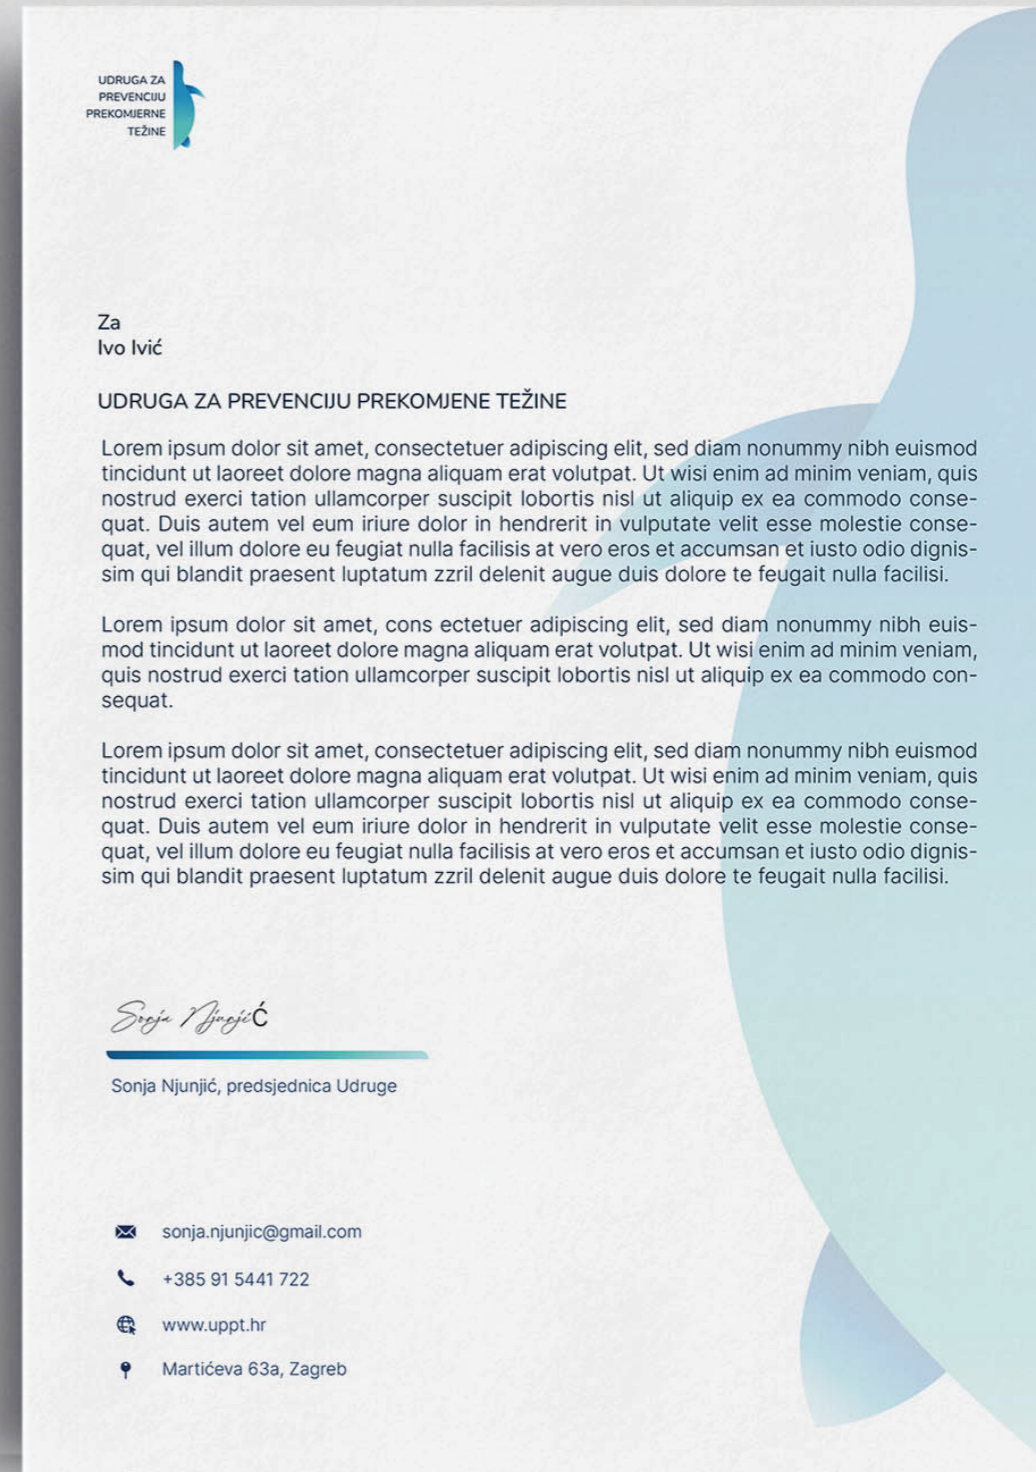 UDRUGA ZA
PREVENCIJU
PREKOMJERNE
TEŽINE
Za
Ivo Ivić
UDRUGA ZA PREVENCIJU PREKOMJENE TEŽINE
Lorem ipsum dolor sit amet, consectetuer adipiscing elit, sed diam nonummy nibh euismod
tincidunt ut laoreet dolore magna aliquam erat volutpat. Ut wisi enim ad minim veniam, quis
nostrud exerci tation ullamcorper suscipit lobortis nisl ut aliquip ex ea commodo conse-
quat. Duis autem vel eum iriure dolor in hendrerit in vulputate velit esse molestie conse-
quat, vel illum dolore eu feugiat nulla facilisis at vero eros et accumsan et iusto odio dignis-
sim qui blandit praesent luptatum zzril delenit augue duis dolore te feugait nulla facilisi.
Lorem ipsum dolor sit amet, cons ectetuer adipiscing elit, sed diam nonummy nibh euis-
mod tincidunt ut laoreet dolore magna aliquam erat volutpat. Ut wisi enim ad minim veniam,
quis nostrud exerci tation ullamcorper suscipit lobortis nisl ut aliquip ex ea commodo con-
sequat.
Lorem ipsum dolor sit amet, consectetuer adipiscing elit, sed diam nonummy nibh euismod
tincidunt ut laoreet dolore magna aliquam erat volutpat. Ut wisi enim ad minim veniam, quis
nostrud exerci tation ullamcorper suscipit lobortis nisl ut aliquip ex ea commodo conse-
quat. Duis autem vel eum iriure dolor in hendrerit in vulputate velit esse molestie conse-
quat, vel illum dolore eu feugiat nulla facilisis at vero eros et accumsan et iusto odio dignis-
sim qui blandit praesent luptatum zzril delenit augue duis dolore te feugait nulla facilisi.
Sonja NjunjiĆ
Sonja Njunjić, predsjednica Udruge
sonja.njunjic@gmail.com
+385 91 5441 722
www.uppt.hr
Martićeva 63a, Zagreb